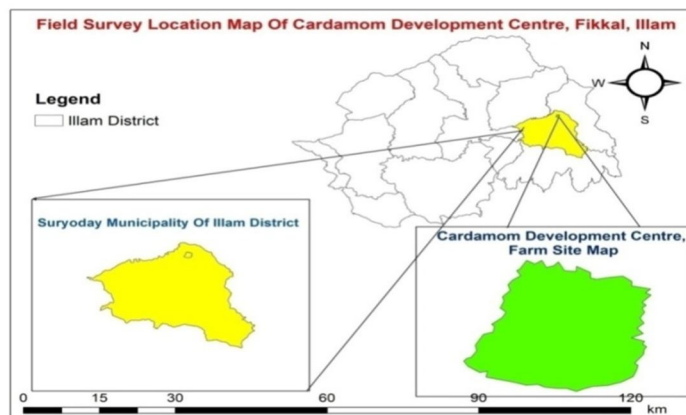 Field Survey Location Map Of Cardamom Development Centre, Fikkal, Illam
N
W
S
Legend
Illam District
Suryoday Municipality Of Illam District
Cardamom Development Centre,
Farm Site Map
0 15 30 60 90 120
km